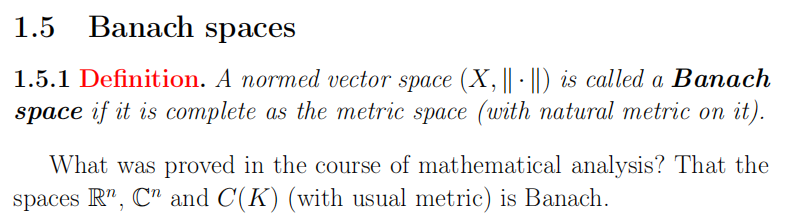 1.5 Banach spaces
1.5.1 Definition. A normed vector space (X, ‖ · ‖) is called a Banach
space if it is complete as the metric space (with natural metric on it).
What was proved in the course of mathematical analysis? That the
spaces ℝⁿ, ℂⁿ and C(K) (with usual metric) is Banach.